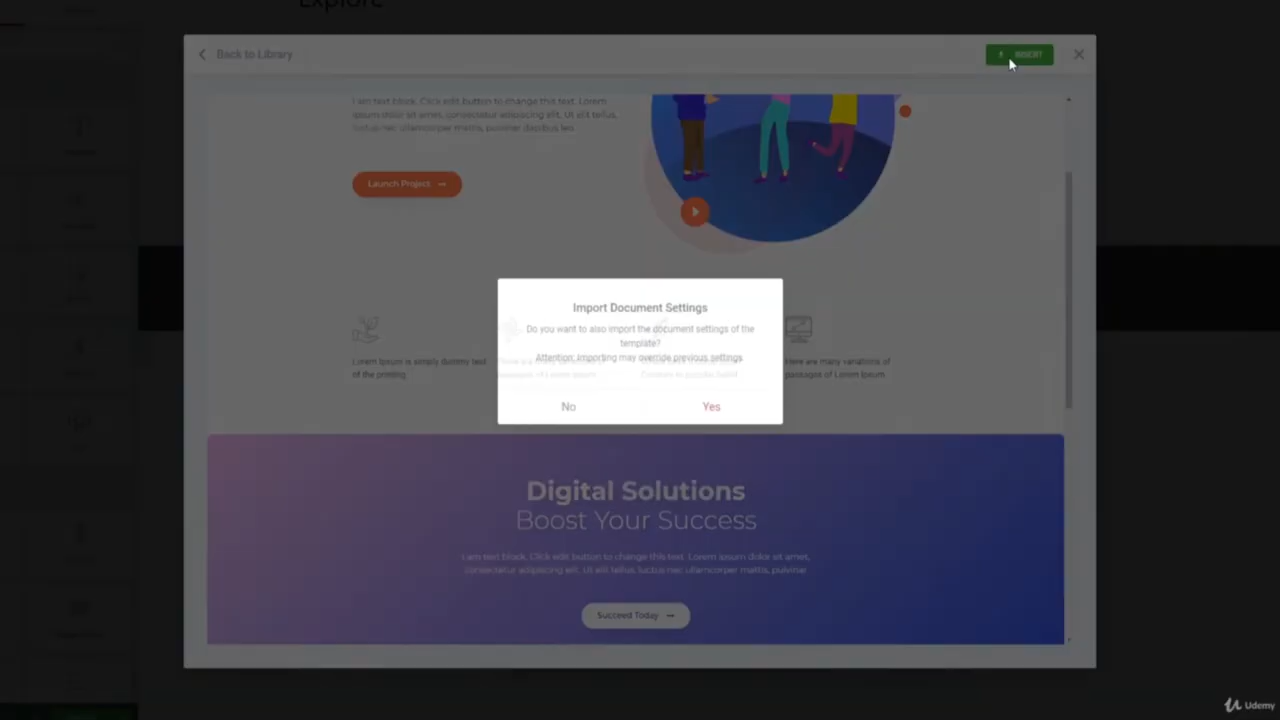 Explore
Back to Library
INSERT
I am text block. Click edit button to change this text. Lorem
ipsum dolor sit amet, consectetur adipiscing elit. Ut elit tellus,
luctus nec ullamcorper mattis, pulvinar dapibus leo.
Launch Project →
Import Document Settings
Do you want to also import the document settings of the
template?
Attention: Importing may override previous settings.
No
Yes
Lorem Ipsum is simply dummy text
of the printing
Here are many variations of
passages of Lorem Ipsum
Digital Solutions
Boost Your Success
I am text block. Click edit button to change this text. Lorem ipsum dolor sit amet,
consectetur adipiscing elit. Ut elit tellus, luctus nec ullamcorper mattis, pulvinar
Succeed Today →
Udemy